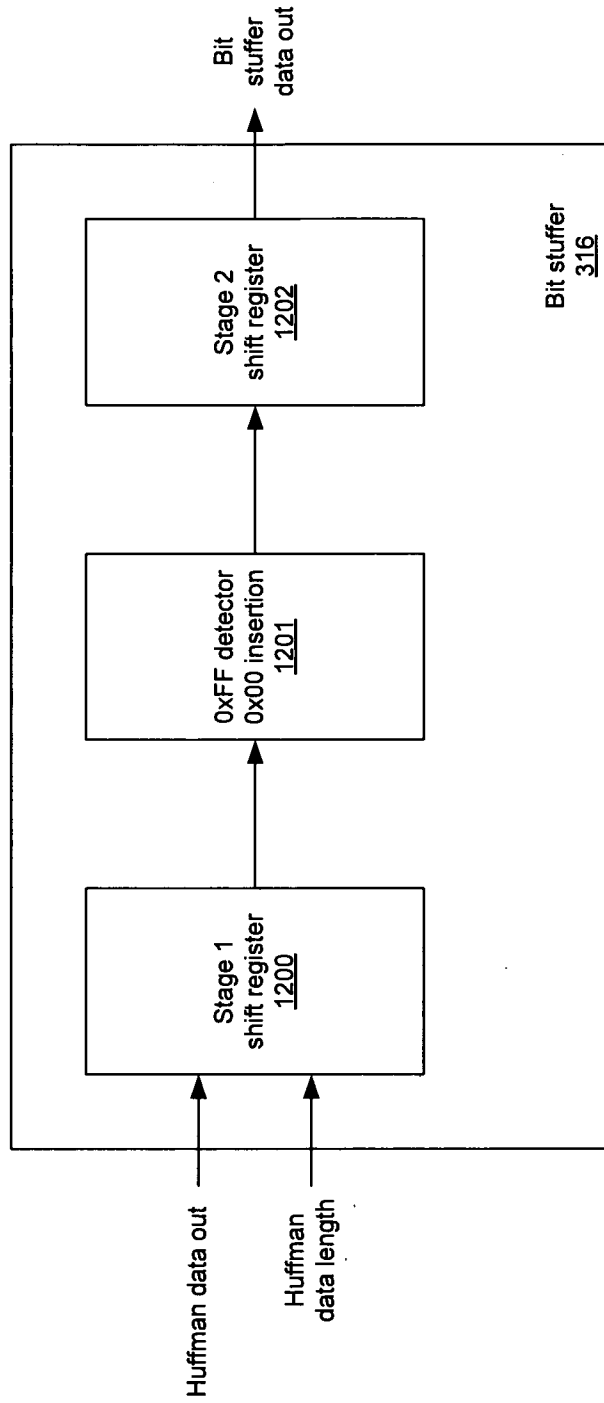 Huffman data out
Huffman
data length
Stage 1
shift register
1200
0xFF detector
0x00 insertion
1201
Stage 2
shift register
1202
Bit
stuffer
data out
Bit stuffer
316